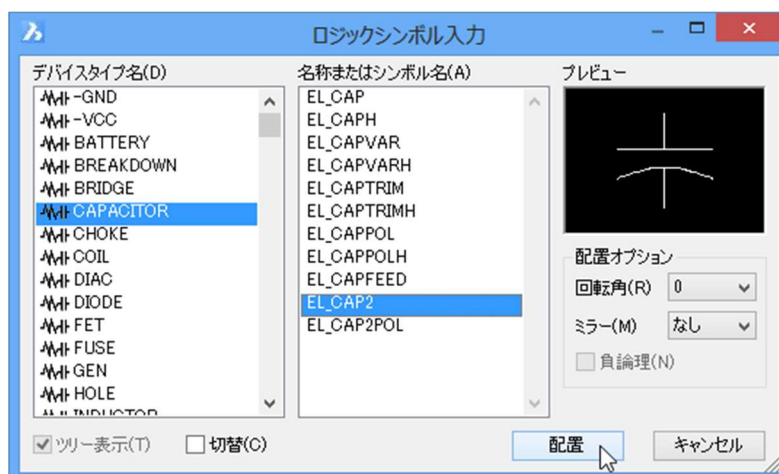 ロジックシンボル入力
デバイスタイプ名(D)
-GND
-VCC
BATTERY
BREAKDOWN
BRIDGE
CAPACITOR
CHOKE
COIL
DIAC
DIODE
FET
FUSE
GEN
HOLE
INDUCTOR
名称またはシンボル名(A)
EL_CAP
EL_CAPH
EL_CAPVAR
EL_CAPVARH
EL_CAPTRIM
EL_CAPTRIMH
EL_CAPPOL
EL_CAPPOLH
EL_CAPFEED
EL_CAP2
EL_CAP2POL
プレビュー
配置オプション
回転角(R) 0
ミラー(M) なし
負論理(N)
ツリー表示(T) 切替(C) 配置 キャンセル